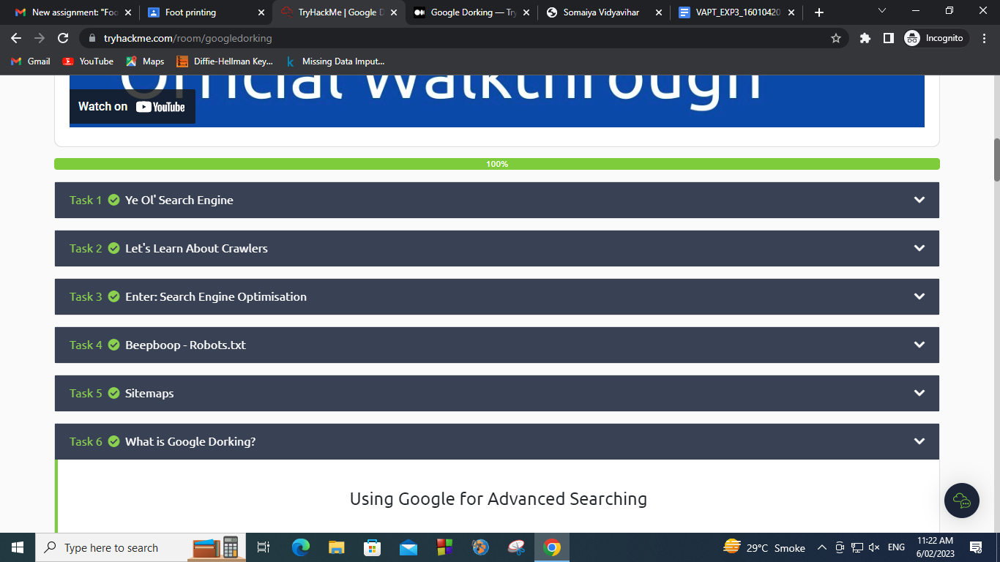 New assignment: "Foo
Foot printing
TryHackMe | Google D
Google Dorking — Try
Somaiya Vidyavihar
VAPT_EXP3_16010420
tryhackme.com/room/googledorking
Incognito
Gmail
YouTube
Maps
Diffie-Hellman Key...
Missing Data Imput...
Official Walkthrough
Watch on YouTube
100%
Task 1 Ye Ol' Search Engine
Task 2 Let's Learn About Crawlers
Task 3 Enter: Search Engine Optimisation
Task 4 Beepboop - Robots.txt
Task 5 Sitemaps
Task 6 What is Google Dorking?
Using Google for Advanced Searching
Type here to search
29°C Smoke
ENG
11:22 AM
6/02/2023